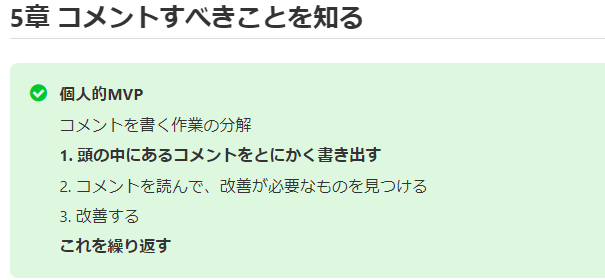 5章 コメントすべきことを知る
個人的MVP
コメントを書く作業の分解
1. 頭の中にあるコメントをとにかく書き出す
2. コメントを読んで、改善が必要なものを見つける
3. 改善する
これを繰り返す